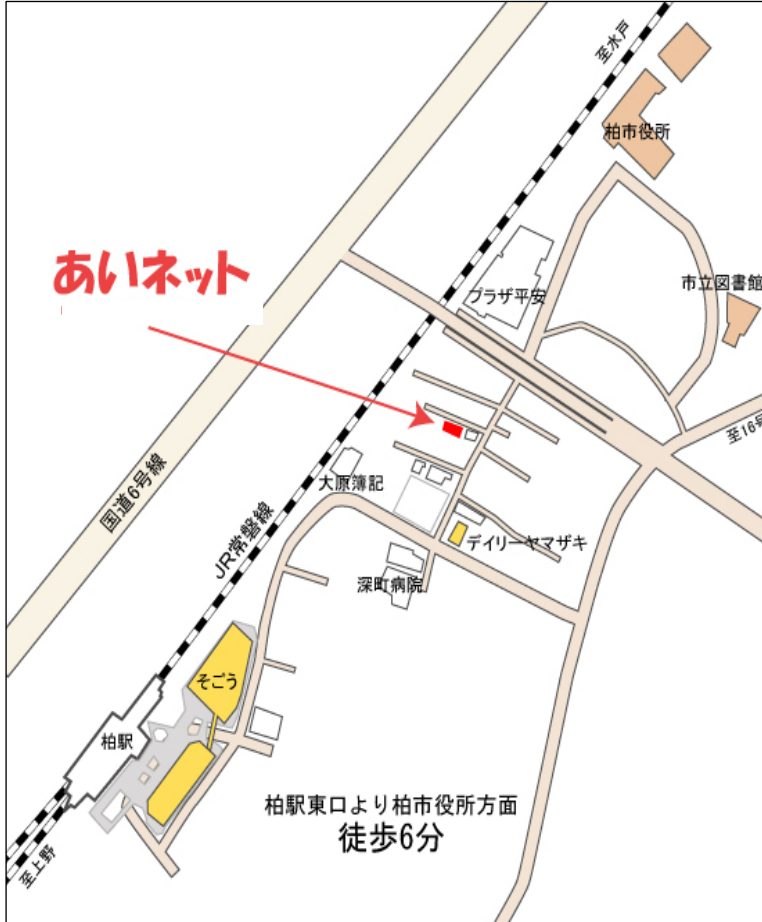 至水戸
柏市役所
あいネット
プラザ平安
市立図書館
至16号
国道6号線
大原簿記
JR常磐線
デイリーヤマザキ
深町病院
そごう
柏駅
柏駅東口より柏市役所方面
徒歩6分
至上野